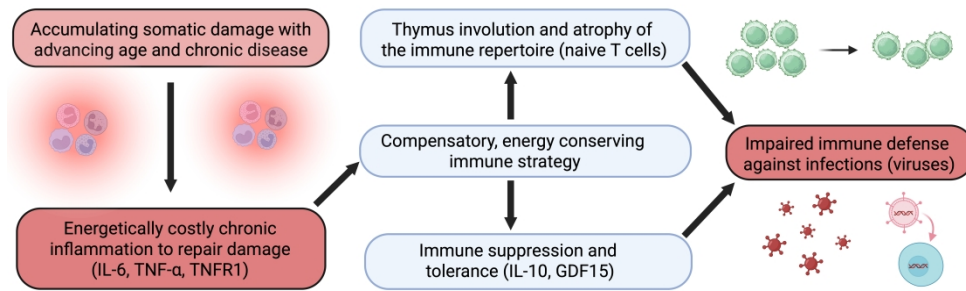 Accumulating somatic damage with
advancing age and chronic disease
Energetically costly chronic
inflammation to repair damage
(IL-6, TNF-α, TNFR1)
Thymus involution and atrophy of
the immune repertoire (naive T cells)
Compensatory, energy conserving
immune strategy
Immune suppression and
tolerance (IL-10, GDF15)
Impaired immune defense
against infections (viruses)